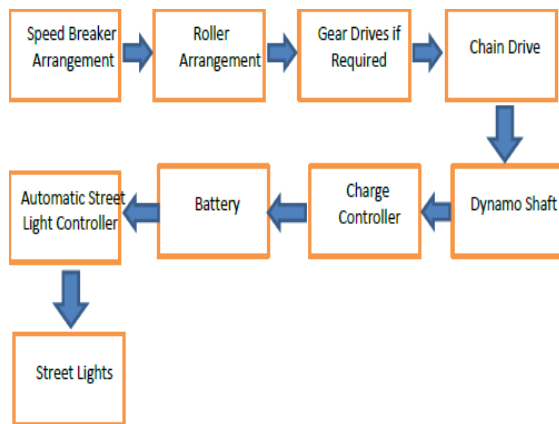 Speed Breaker
Arrangement
Roller
Arrangement
Gear Drives if
Required
Chain Drive
Dynamo Shaft
Charge
Controller
Battery
Automatic Street
Light Controller
Street Lights